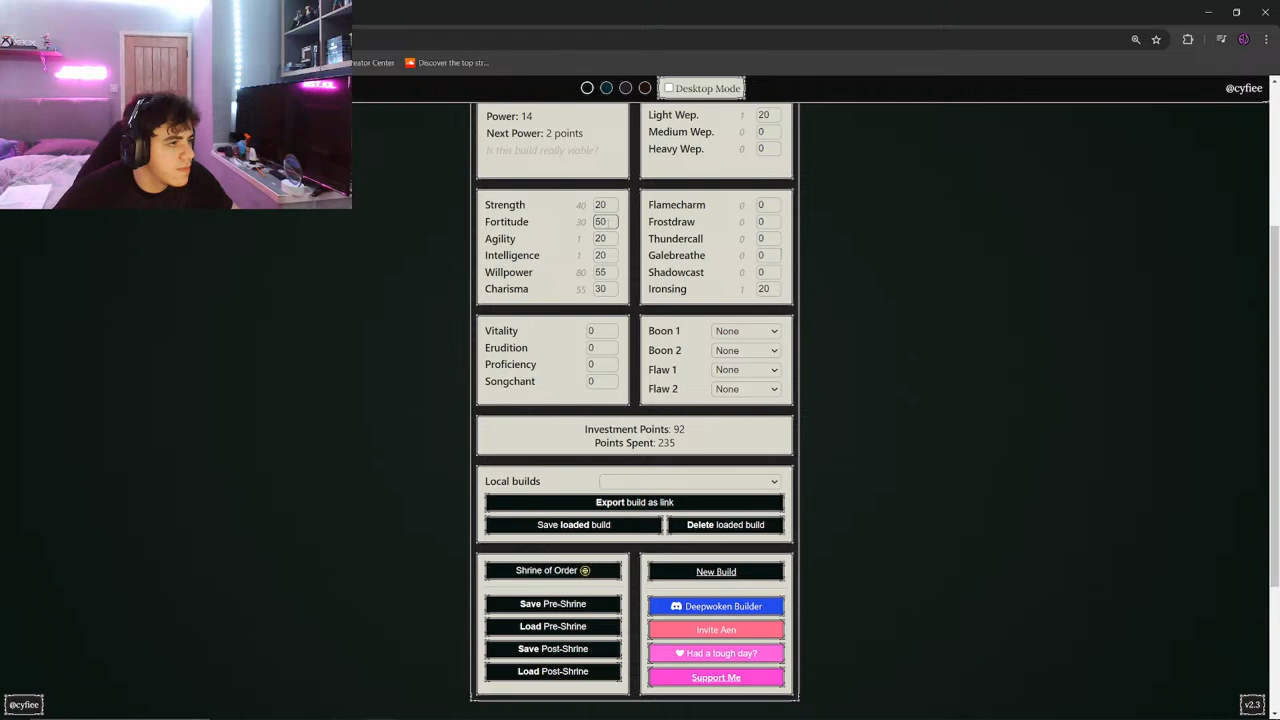 XBOX
eator Center
Discover the top str...
Desktop Mode
@cyfiee
Power: 14
Next Power: 2 points
Is this build really viable?
Light Wep. 1 20
Medium Wep. 0 0
Heavy Wep. 0 0
Strength 40 20
Fortitude 30 50
Agility 1 20
Intelligence 1 20
Willpower 80 55
Charisma 55 30
Flamecharm 0 0
Frostdraw 0 0
Thundercall 0 0
Galebreathe 0 0
Shadowcast 0 0
Ironsing 1 20
Vitality 0
Erudition 0
Proficiency 0
Songchant 0
Boon 1 None
Boon 2 None
Flaw 1 None
Flaw 2 None
Investment Points: 92
Points Spent: 235
Local builds
Export build as link
Save loaded build
Delete loaded build
Shrine of Order
Save Pre-Shrine
Load Pre-Shrine
Save Post-Shrine
Load Post-Shrine
New Build
Deepwoken Builder
Invite Aen
Had a tough day?
Support Me
@cyfiee
v2.3